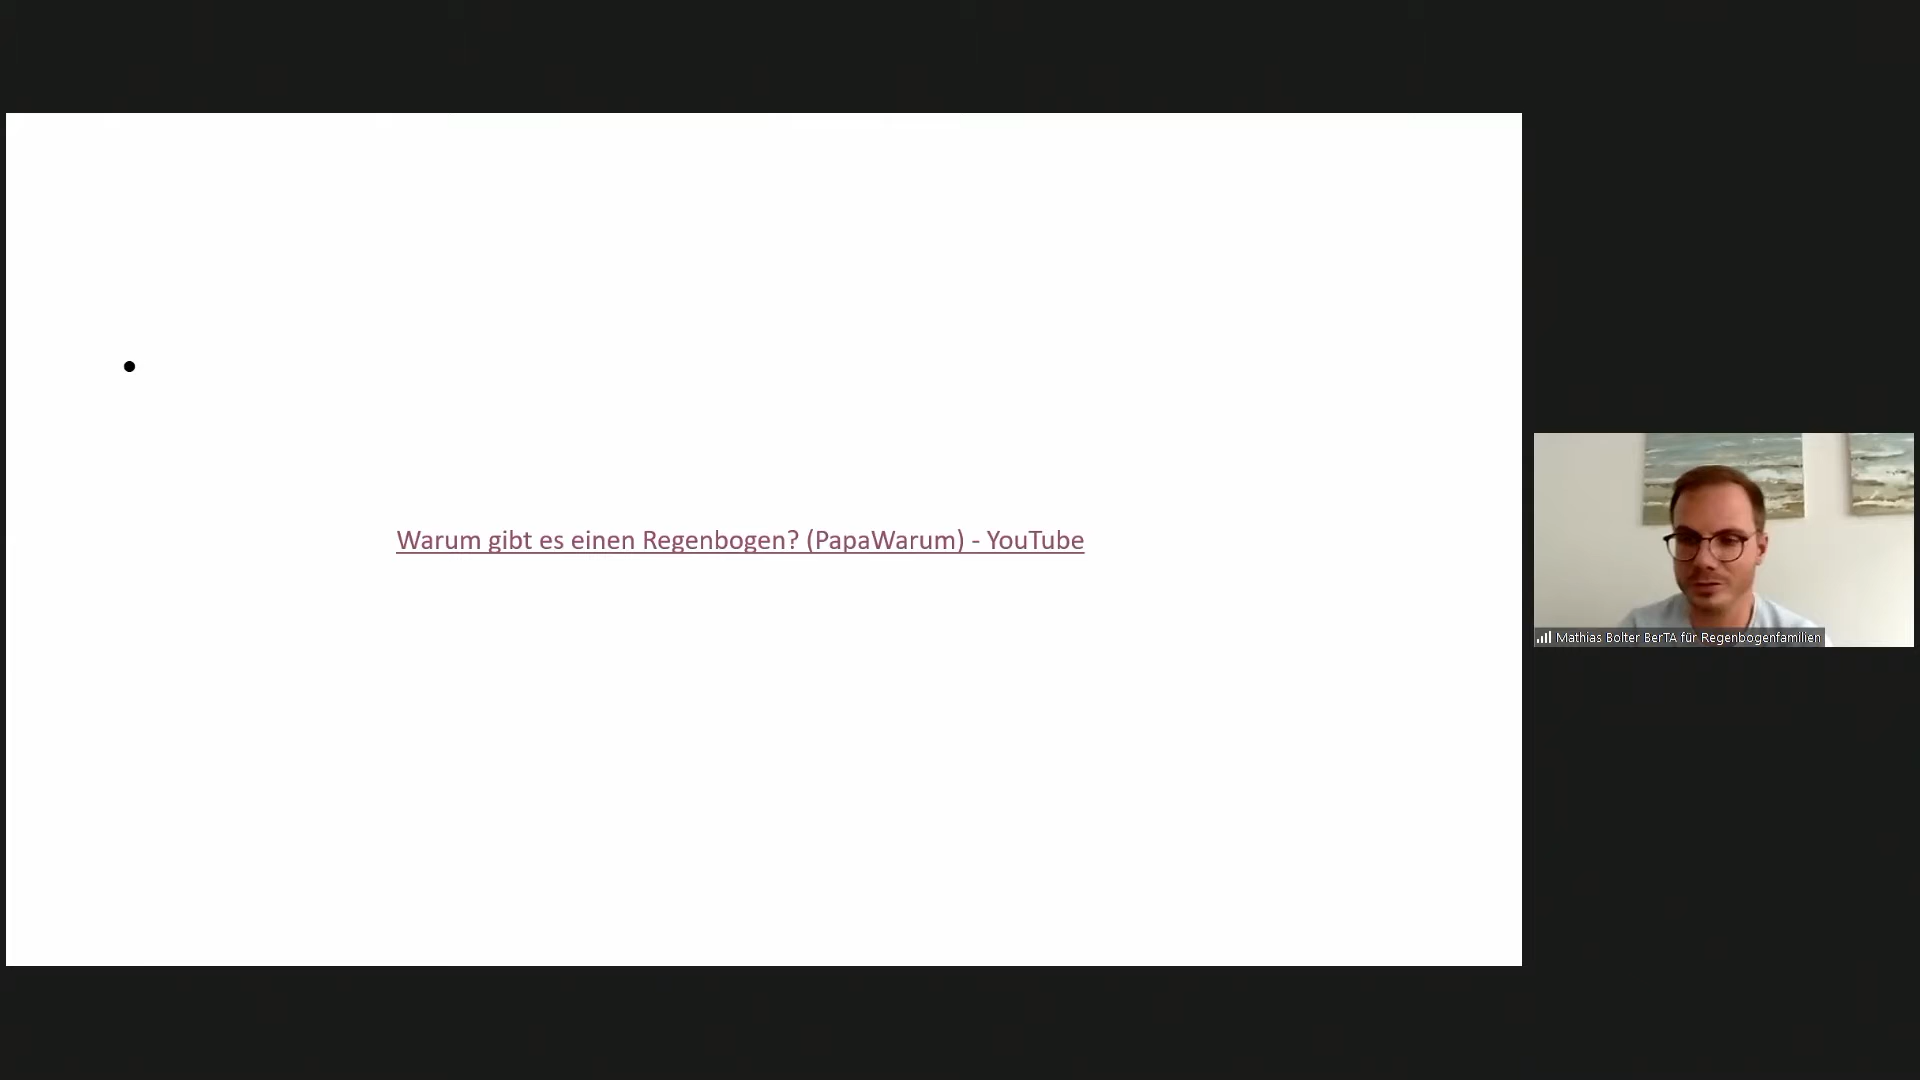 •
Warum gibt es einen Regenbogen? (PapaWarum) - YouTube
Mathias Bolter BerTA für Regenbogenfamilien